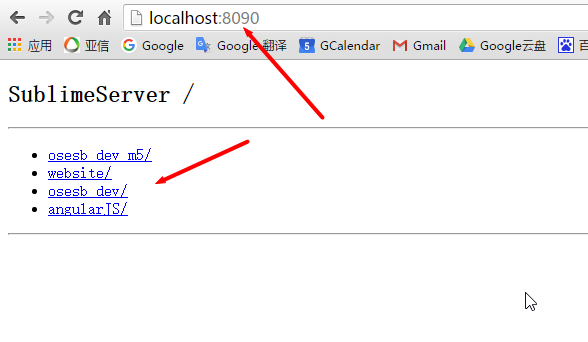 localhost:8090
应用 亚信 Google Google 翻译 5 GCalendar M Gmail Google云盘 百
SublimeServer /
osesb_dev_m5/
website/
osesb_dev/
angularJS/